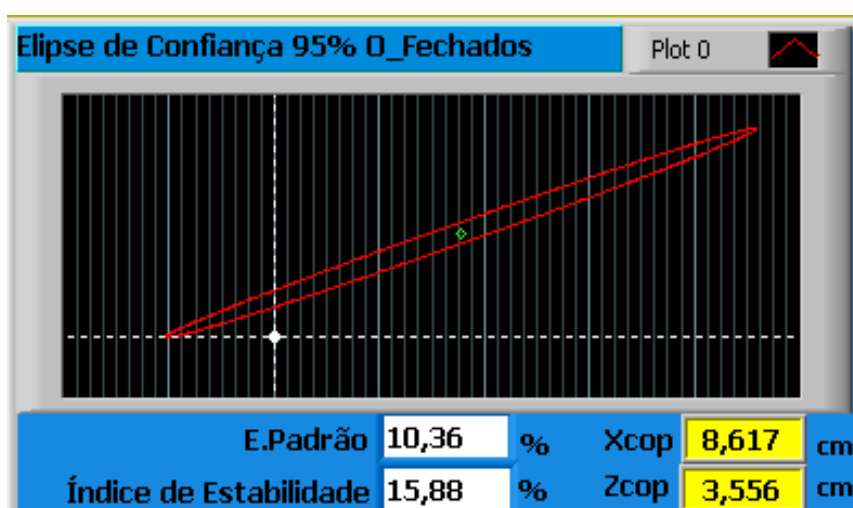 Elipse de Confiança 95% O_Fechados
Plot 0
E.Padrão 10,36 % Xcop 8,617 cm
Índice de Estabilidade 15,88 % Zcop 3,556 cm